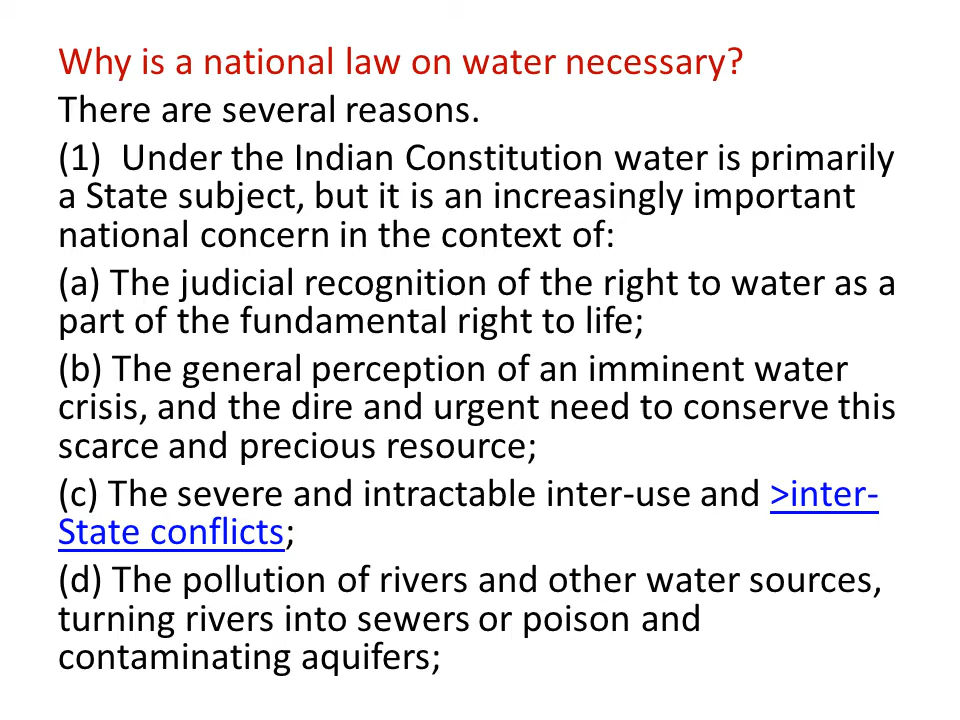 Why is a national law on water necessary?
There are several reasons.
(1)  Under the Indian Constitution water is primarily
a State subject, but it is an increasingly important
national concern in the context of:
(a) The judicial recognition of the right to water as a
part of the fundamental right to life;
(b) The general perception of an imminent water
crisis, and the dire and urgent need to conserve this
scarce and precious resource;
(c) The severe and intractable inter-use and >inter-
State conflicts;
(d) The pollution of rivers and other water sources,
turning rivers into sewers or poison and
contaminating aquifers;